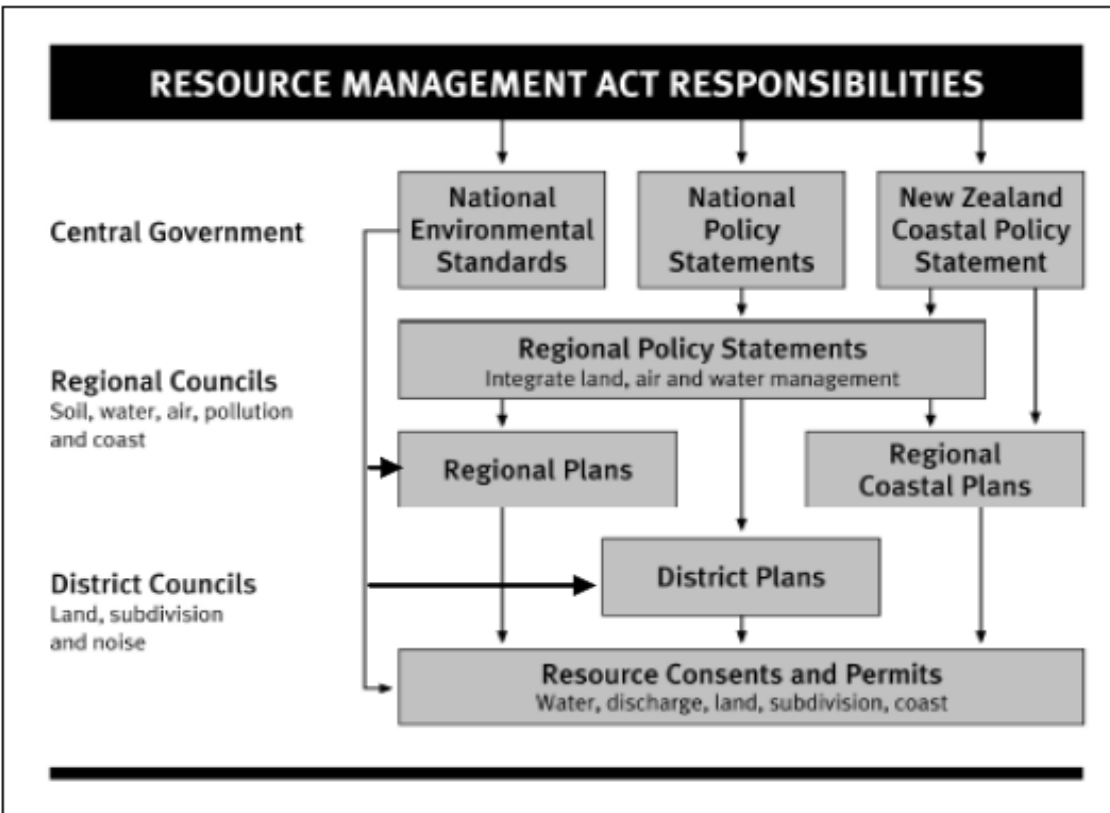 RESOURCE MANAGEMENT ACT RESPONSIBILITIES
Central Government
National
Environmental
Standards
National
Policy
Statements
New Zealand
Coastal Policy
Statement
Regional Councils
Soil, water, air, pollution
and coast
Regional Policy Statements
Integrate land, air and water management
Regional Plans
Regional
Coastal Plans
District Councils
Land, subdivision
and noise
District Plans
Resource Consents and Permits
Water, discharge, land, subdivision, coast